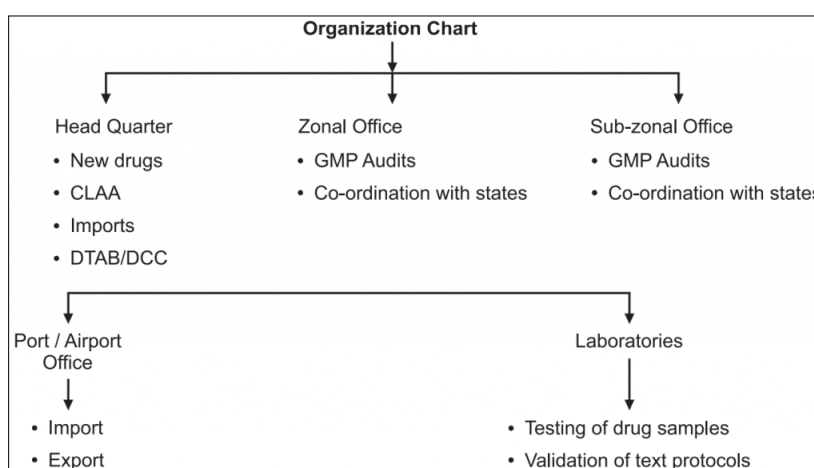 Organization Chart
Head Quarter
• New drugs
• CLAA
• Imports
• DTAB/DCC
Zonal Office
• GMP Audits
• Co-ordination with states
Sub-zonal Office
• GMP Audits
• Co-ordination with states
Port / Airport
Office
• Import
• Export
Laboratories
• Testing of drug samples
• Validation of text protocols